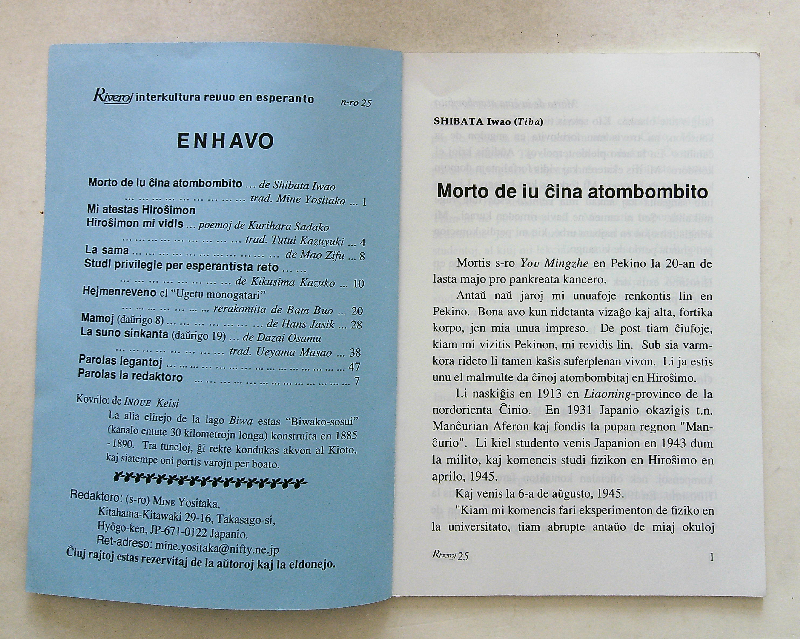 Riveroj interkultura revuo en esperanto n-ro 25
ENHAVO
Morto de iu ĉina atombombito .. de Shibata Iwao
... trad. Mine Yositako ... 1
Mi atestas Hiroŝimon
Hiroŝimon mi vidis ... poemoj de Kurihara Sadako
... trad. Tutui Kazuyuki ... 4
La sama ... de Mao Zifu ... 8
Studi privilegie per esperantista reto ......
... de Kikuŝima Kazuko ... 10
Hejmenreveno el "Ugetu monogatari"
... rerakontita de Bata Buo ... 20
Mamoj (daŭrigo 8) ... de Hans Jasik ... 28
La suno sinkanta (daŭrigo 19) ... de Dazai Osamu
... trad. Ueyama Masao ... 38
Parolas legantoj ... 47
Parolas la redaktoro ... 7
Kovrilo: de INOUE Keisi
La alia elirejo de la lago Biwa estas "Biwako-sosui"
(kanalo entute 30 kilometrojn longa) konstruita en 1885
-1890. Tra tuneloj, ĝi rekte kondukas akvon al Kioto,
kaj siatempe oni portis varojn per boato.
Redaktoro: (s-ro) MINE Yositaka,
Kitahama-Kitawaki 29-16, Takasago-si,
Hyôgo-ken, JP-671-0122 Japanio.
Ret-adreso: mine.yositaka@nifty.ne.jp
Ĉiuj rajtoj estas rezervitaj de la aŭtoroj kaj la eldonejo.
SHIBATA Iwao (Tiba)
Morto de iu ĉina atombombito
Mortis s-ro You Mingzhe en Pekino la 20-an de
lasta majo pro pankreata kancero.
Antaŭ naŭ jaroj mi unuafoje renkontis lin en
Pekino. Bona avo kun ridetanta vizaĝo kaj alta, fortika
korpo, jen mia unua impreso. De post tiam ĉiufoje,
kiam mi vizitis Pekinon, mi revidis lin. Sub sia varm-
kora rideto li tamen kaŝis suferplenan vivon. Li ja estis
unu el malmulte da ĉinoj atombombitaj en Hiroŝimo.
Li naskiĝis en 1913 en Liaoning-provinco de la
nordorienta Ĉinio. En 1931 Japanio okazigis t.n.
Manĉurian Aferon kaj fondis la pupan regnon "Man-
ĉurio". Li kiel studento venis Japanion en 1943 dum
la milito, kaj komencis studi fizikon en Hiroŝimo en
aprilo, 1945.
Kaj venis la 6-a de aŭgusto, 1945.
"Kiam mi komencis fari eksperimenton de fiziko en
la universitato, tiam abrupte antaŭo de miaj okuloj
Riveroj 25 1